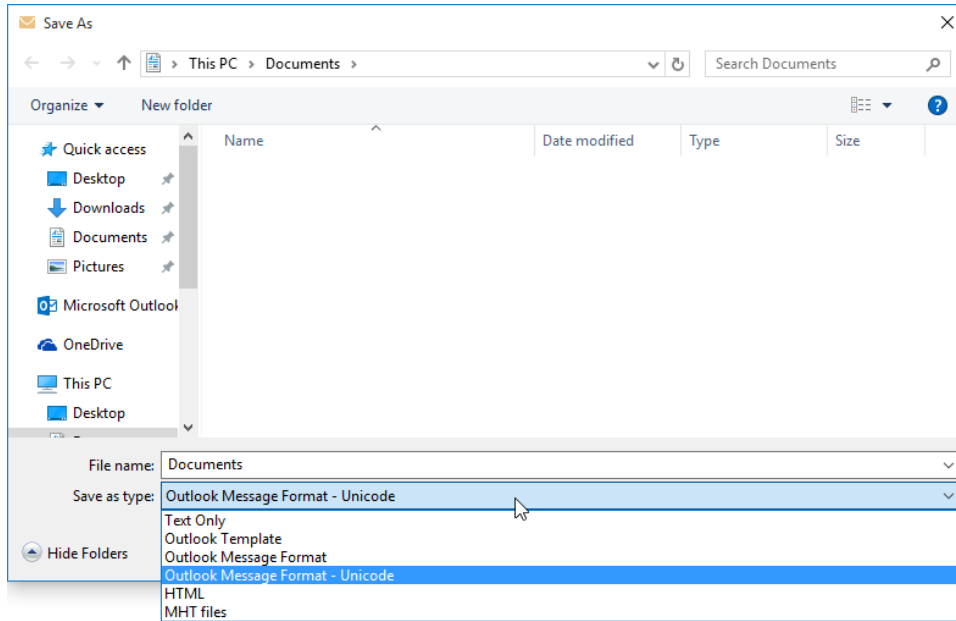 Save As
This PC > Documents >
Search Documents
Organize
New folder
Name
Date modified
Type
Size
Quick access
Desktop
Downloads
Documents
Pictures
Microsoft Outlook
OneDrive
This PC
Desktop
File name: Documents
Save as type: Outlook Message Format - Unicode
Text Only
Outlook Template
Outlook Message Format
Outlook Message Format - Unicode
HTML
MHT files
Hide Folders